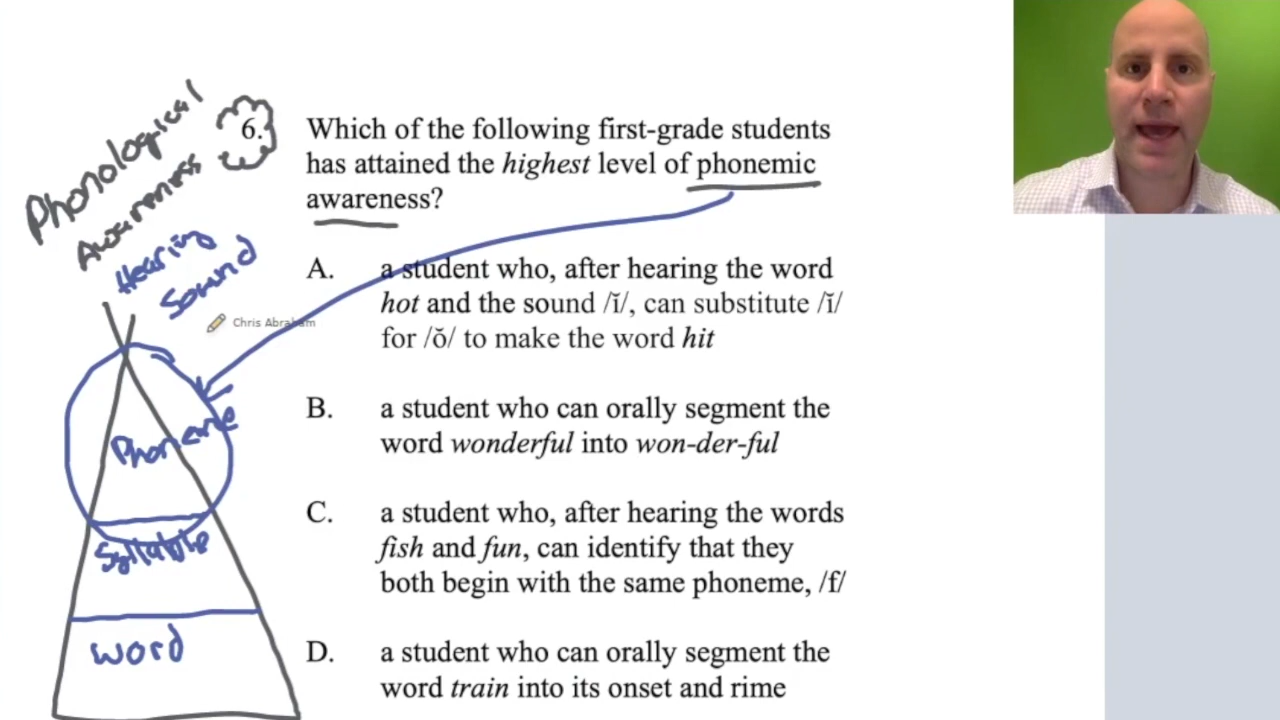 Phonological
Awareness
Hearing
Sound
Chris Abraham
Phoneme
Syllable
word
6. Which of the following first-grade students
has attained the highest level of phonemic
awareness?
A. a student who, after hearing the word
hot and the sound /ĭ/, can substitute /ĭ/
for /ŏ/ to make the word hit
B. a student who can orally segment the
word wonderful into won-der-ful
C. a student who, after hearing the words
fish and fun, can identify that they
both begin with the same phoneme, /f/
D. a student who can orally segment the
word train into its onset and rime